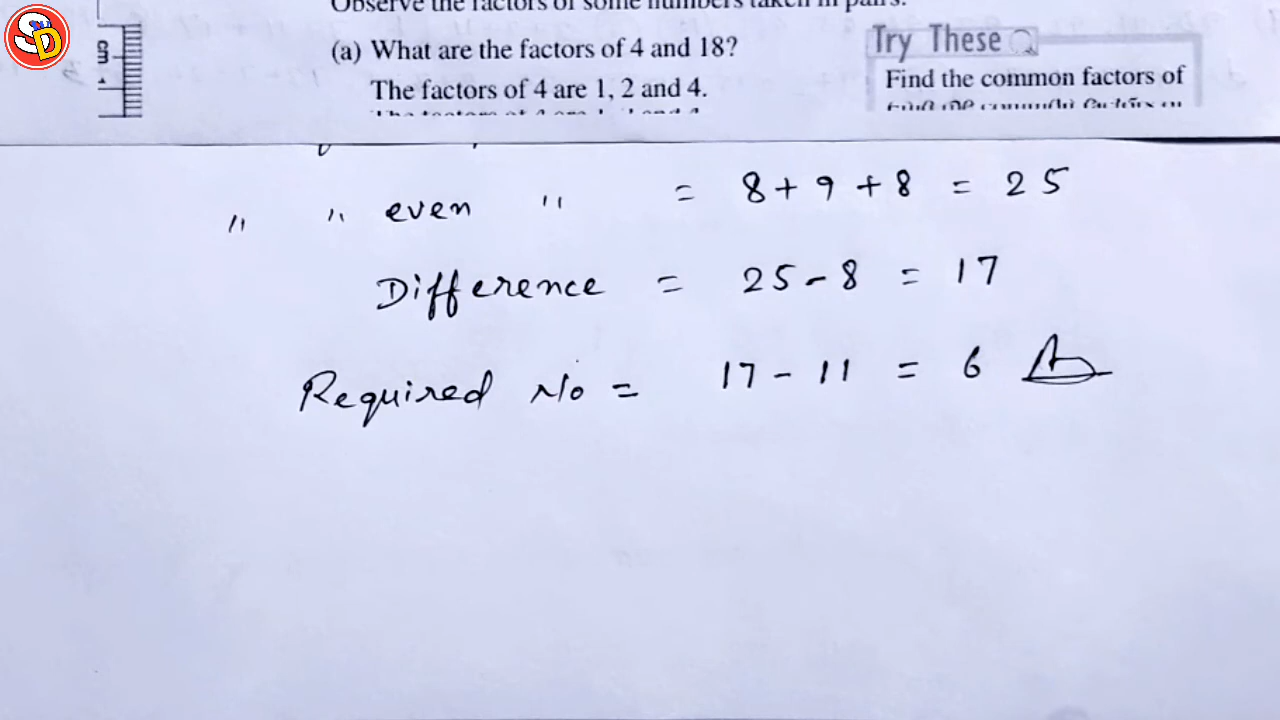 SD
Observe the factors of some numbers taken in pairs.
(a) What are the factors of 4 and 18?
The factors of 4 are 1, 2 and 4.
Try These
Find the common factors of
" " even " = 8 + 9 + 8 = 25
Difference = 25 - 8 = 17
Required No = 17 - 11 = 6